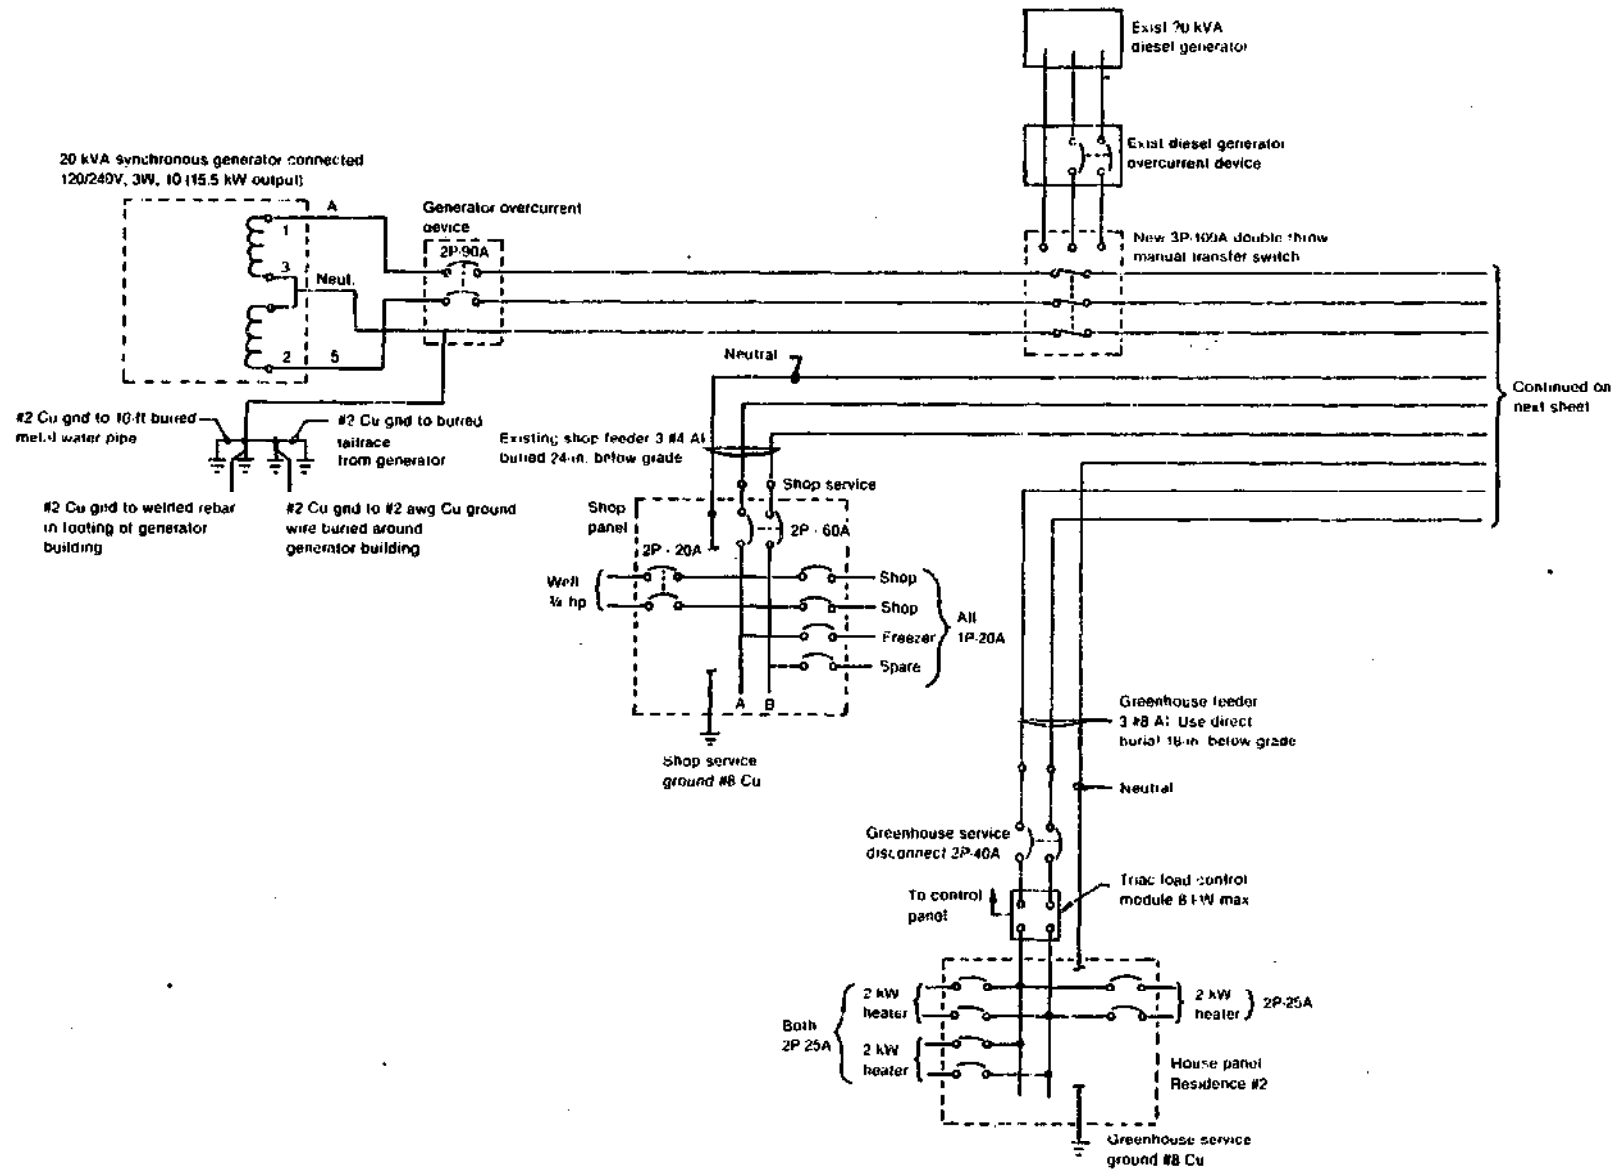 Exist 20 kVA
diesel generator
Exist diesel generator
overcurrent device
20 kVA synchronous generator connected
120/240V, 3W, 1O (15.5 kW output)
A
1
3
Neut.
2
5
Generator overcurrent
device
2P-90A
New 3P-100A double throw
manual transfer switch
Continued on
next sheet
Neutral
#2 Cu gnd to 10-ft buried
metal water pipe
#2 Cu gnd to buried
tailrace
from generator
#2 Cu gnd to welded rebar
in footing of generator
building
#2 Cu gnd to #2 awg Cu ground
wire buried around
generator building
Existing shop feeder 3 #4 Al
buried 24-in. below grade
Shop service
Shop
panel
2P - 60A
2P - 20A
Well
hp
Shop
Shop
Freezer
Spare
All
1P-20A
A
B
Shop service
ground #8 Cu
Greenhouse feeder
3 #8 Al Use direct
burial 18-in. below grade
Neutral
Greenhouse service
disconnect 2P-40A
To control
panel
Triac load control
module 8 kW max
Both
2P 25A
2 kW
heater
2 kW
heater
2 kW
heater
2P-25A
House panel
Residence #2
Greenhouse service
ground #8 Cu